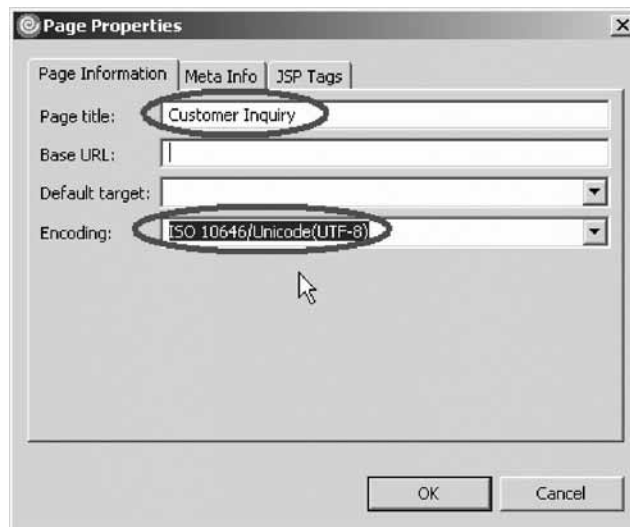 Page Properties
Page Information Meta Info JSP Tags
Page title: Customer Inquiry
Base URL:
Default target:
Encoding: ISO 10646/Unicode(UTF-8)
OK Cancel